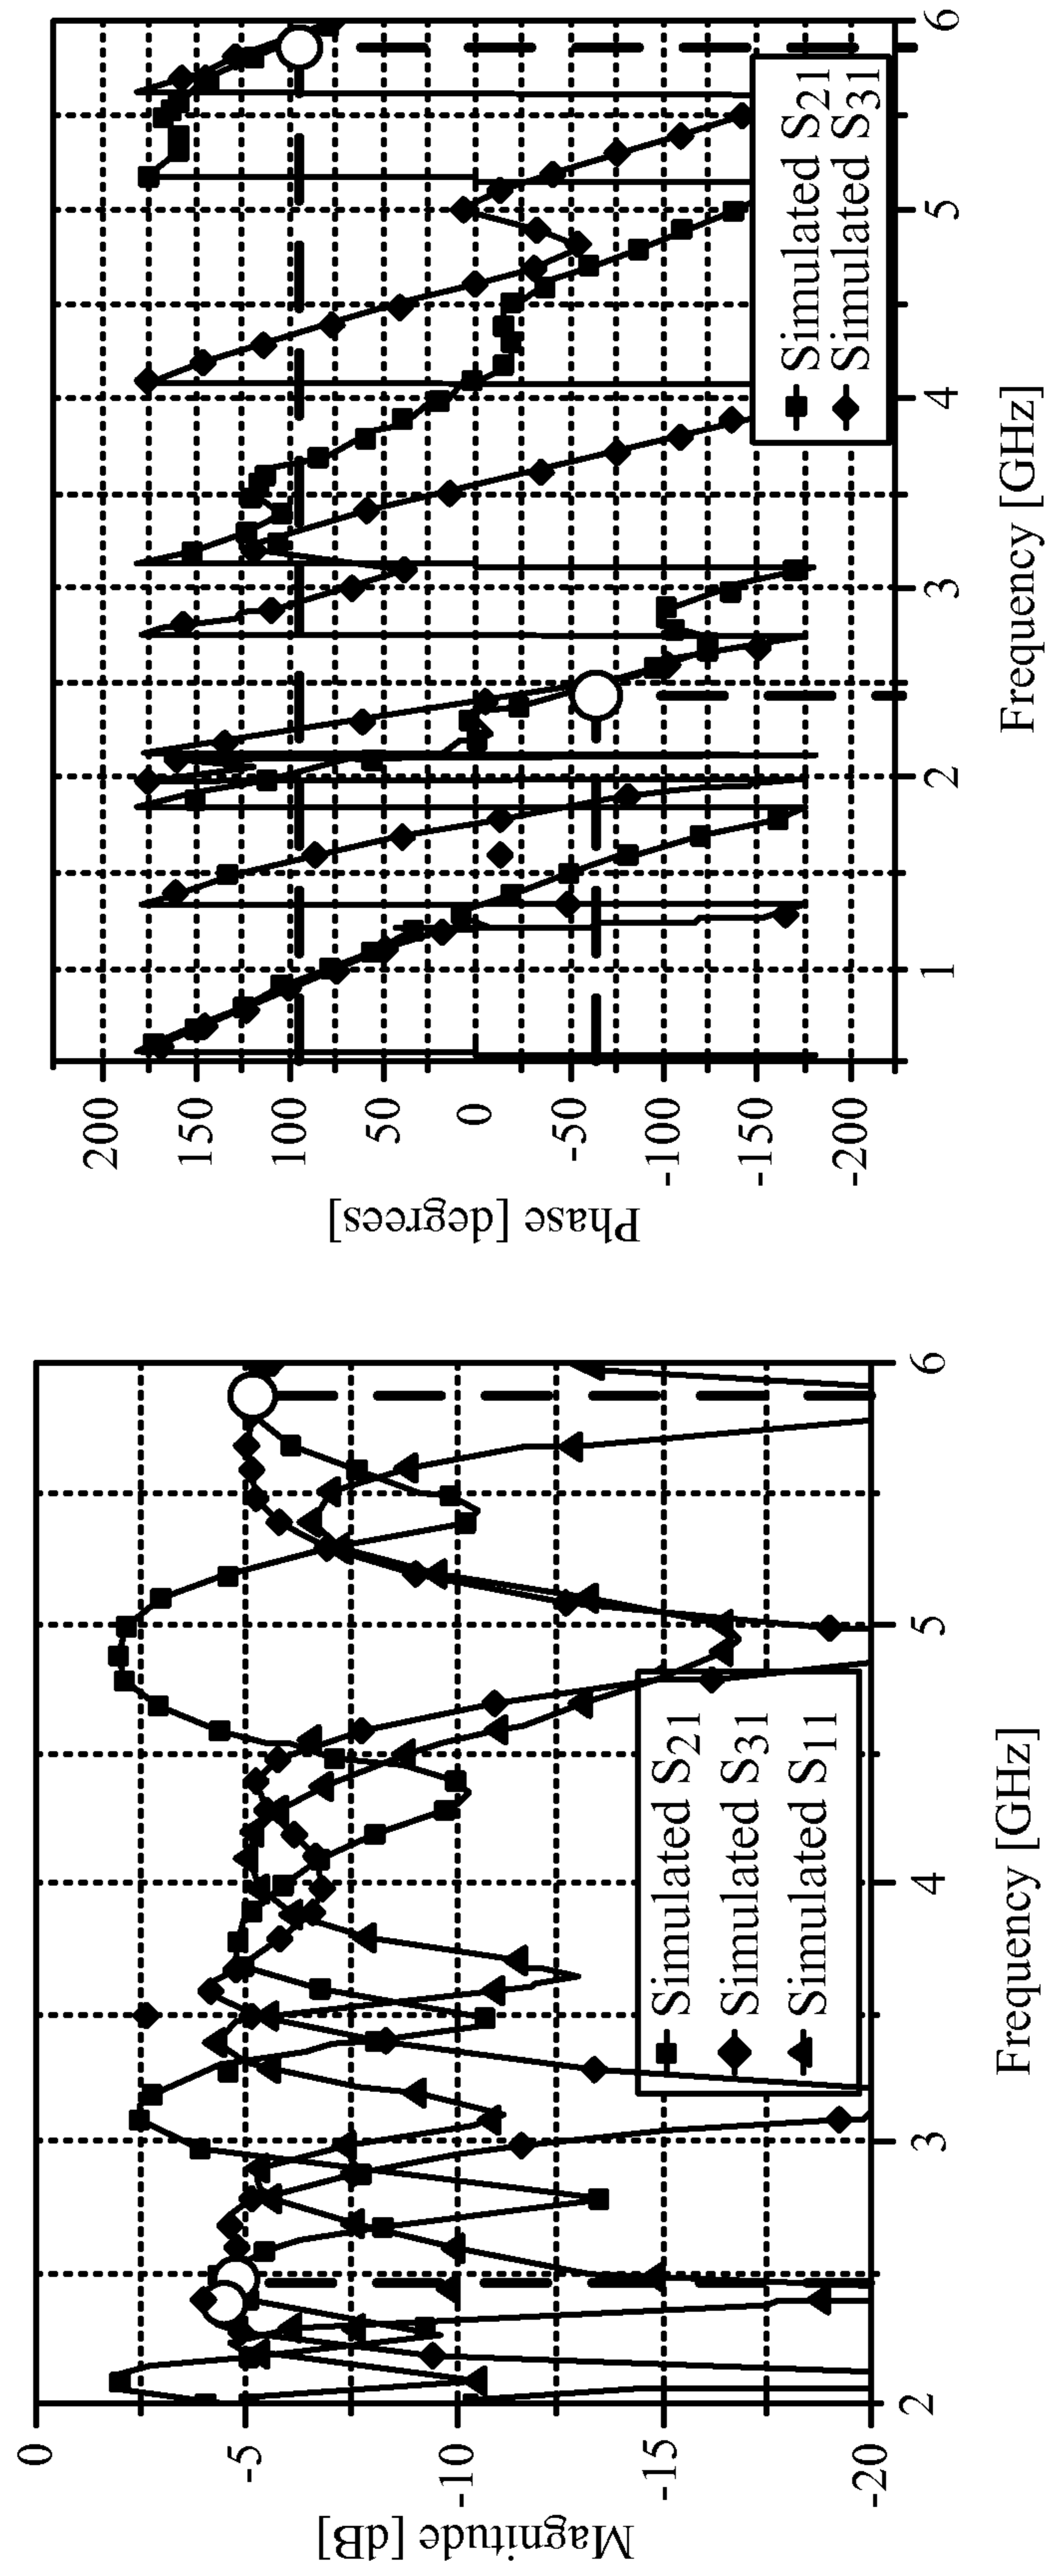 0
-5
-10
-15
-20
Magnitude [dB]
2
3
4
5
6
Frequency [GHz]
Simulated S21
Simulated S31
Simulated S11
200
150
100
50
0
-50
-100
-150
-200
Phase [degrees]
1
2
3
4
5
6
Frequency [GHz]
Simulated S21
Simulated S31